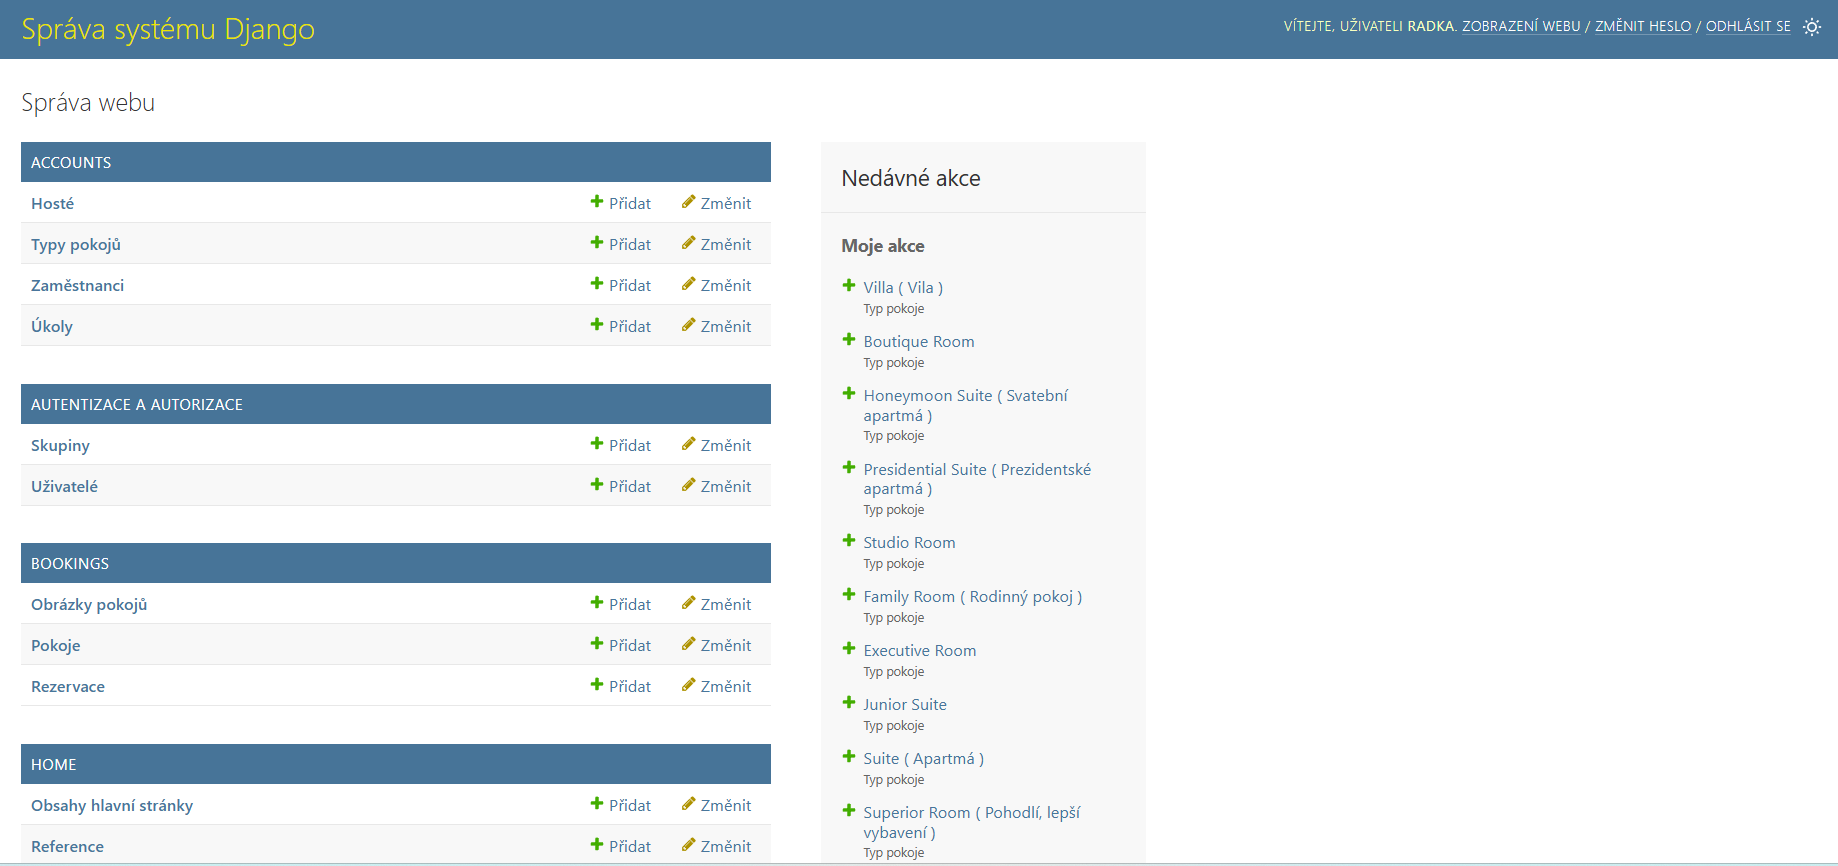 Správa systému Django
VÍTEJTE, UŽIVATELI RADKA. ZOBRAZENÍ WEBU / ZMĚNIT HESLO / ODHLÁSIT SE
Správa webu
ACCOUNTS
Hosté Přidat Změnit
Typy pokojů Přidat Změnit
Zaměstnanci Přidat Změnit
Úkoly Přidat Změnit
AUTENTIZACE A AUTORIZACE
Skupiny Přidat Změnit
Uživatelé Přidat Změnit
BOOKINGS
Obrázky pokojů Přidat Změnit
Pokoje Přidat Změnit
Rezervace Přidat Změnit
HOME
Obsahy hlavní stránky Přidat Změnit
Reference Přidat Změnit
Nedávné akce
Moje akce
Villa ( Vila )
Typ pokoje
Boutique Room
Typ pokoje
Honeymoon Suite ( Svatební
apartmá )
Typ pokoje
Presidential Suite ( Prezidentské
apartmá )
Typ pokoje
Studio Room
Typ pokoje
Family Room ( Rodinný pokoj )
Typ pokoje
Executive Room
Typ pokoje
Junior Suite
Typ pokoje
Suite ( Apartmá )
Typ pokoje
Superior Room ( Pohodlí, lepší
vybavení )
Typ pokoje